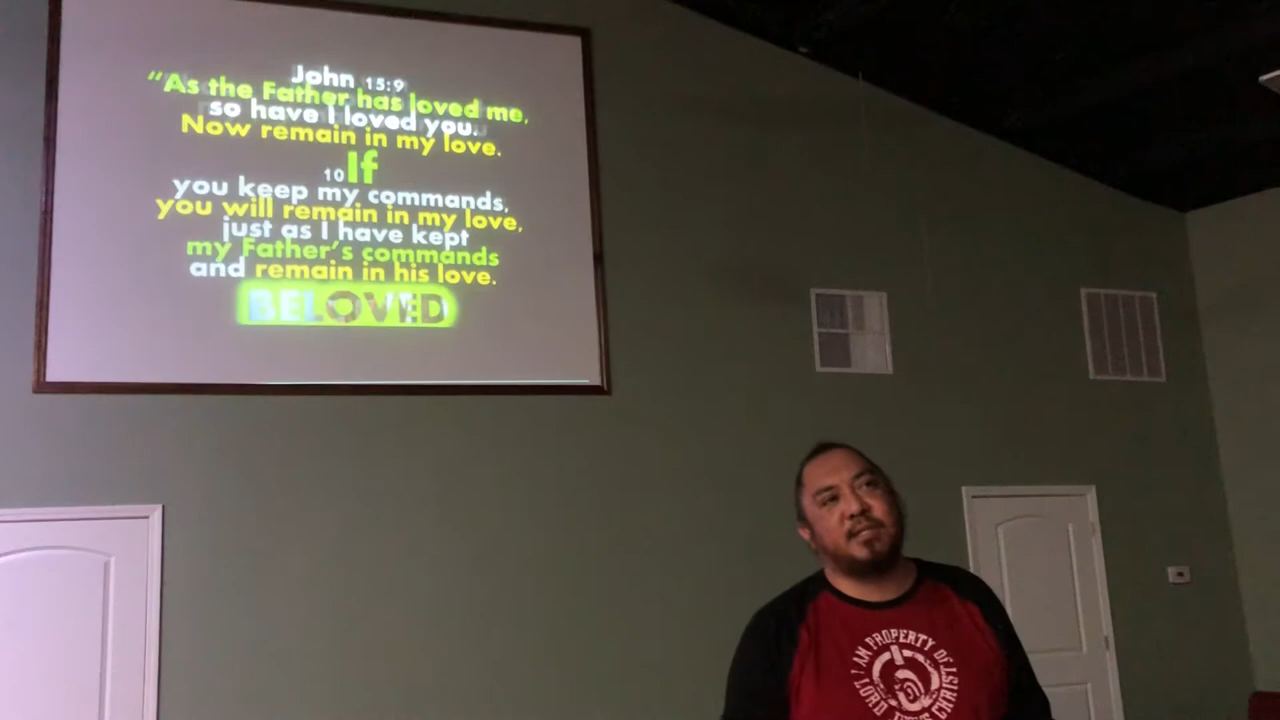 John 15:9
“As the Father has loved me,
so have I loved you.
Now remain in my love.
10 If
you keep my commands,
you will remain in my love,
just as I have kept
my Father’s commands
and remain in his love.
BELOVED
I AM PROPERTY OF
LORD JESUS CHRIST